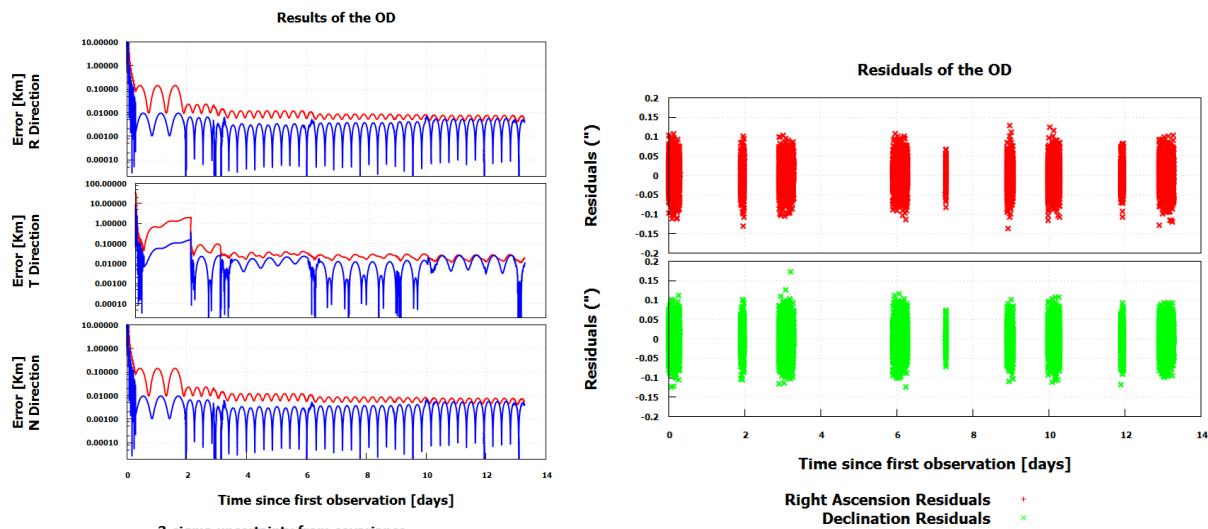 Results of the OD
Error [Km]
R Direction
10.00000
1.00000
0.10000
0.01000
0.00100
0.00010
Error [Km]
T Direction
100.00000
10.00000
1.00000
0.10000
0.01000
0.00100
0.00010
Error [Km]
N Direction
10.00000
1.00000
0.10000
0.01000
0.00100
0.00010
0 2 4 6 8 10 12 14
Time since first observation [days]
Residuals of the OD
Residuals (")
0.2
0.15
0.1
0.05
0
-0.05
-0.1
-0.15
-0.2
Residuals (")
0.2
0.15
0.1
0.05
0
-0.05
-0.1
-0.15
-0.2
0 2 4 6 8 10 12 14
Time since first observation [days]
Right Ascension Residuals
Declination Residuals